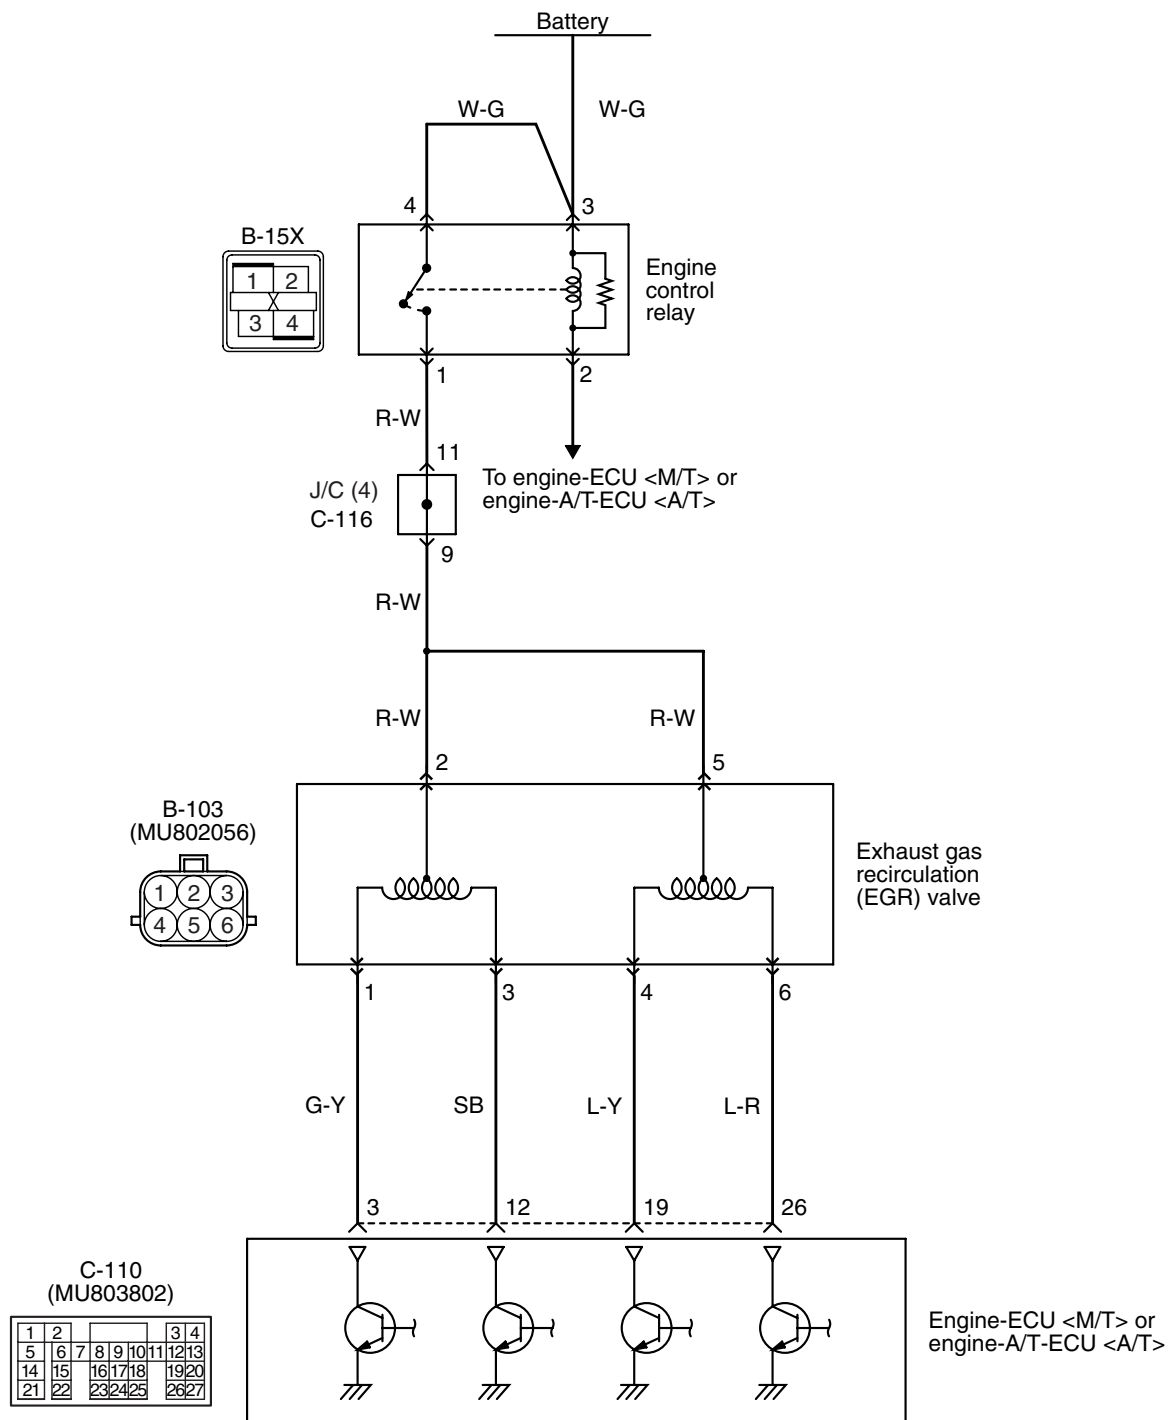 Battery
W-G
W-G
4
3
B-15X
1 2
3 4
Engine
control
relay
1
2
R-W
11
J/C (4)
C-116
To engine-ECU <M/T> or
engine-A/T-ECU <A/T>
9
R-W
R-W
R-W
2
5
B-103
(MU802056)
1 2 3
4 5 6
Exhaust gas
recirculation
(EGR) valve
1
3
4
6
G-Y
SB
L-Y
L-R
3
12
19
26
C-110
(MU803802)
1 2 3 4
5 6 7 8 9 10 11 12 13
14 15 16 17 18 19 20
21 22 23 24 25 26 27
Engine-ECU <M/T> or
engine-A/T-ECU <A/T>